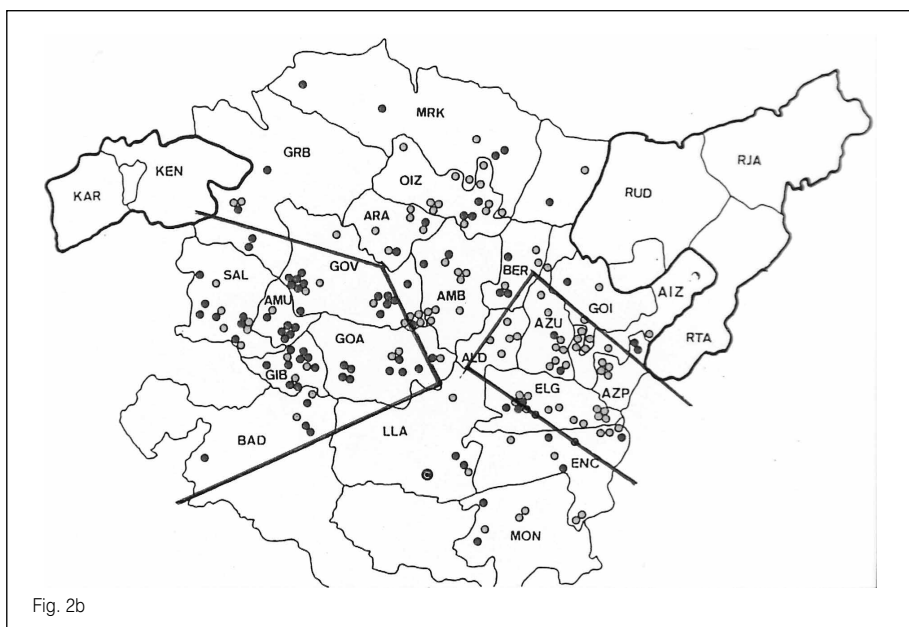 MRK
RJA
GRB
KEN
OIZ
RUD
KAR
ARA
GOV
BER
SAL
AIZ
GOI
AMU
AMB
AZU
GOA
RTA
ALD
GIB
ELG
AZP
BAD
LLA
ENC
C
MON
Fig. 2b